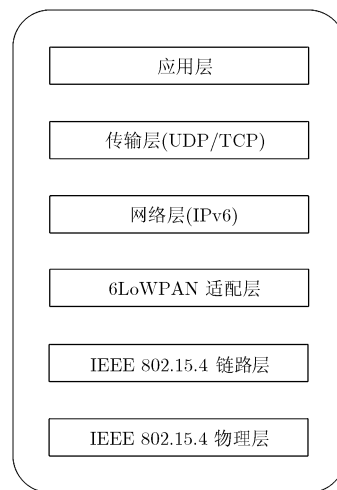 应用层
传输层(UDP/TCP)
网络层(IPv6)
6LoWPAN 适配层
IEEE 802.15.4 链路层
IEEE 802.15.4 物理层